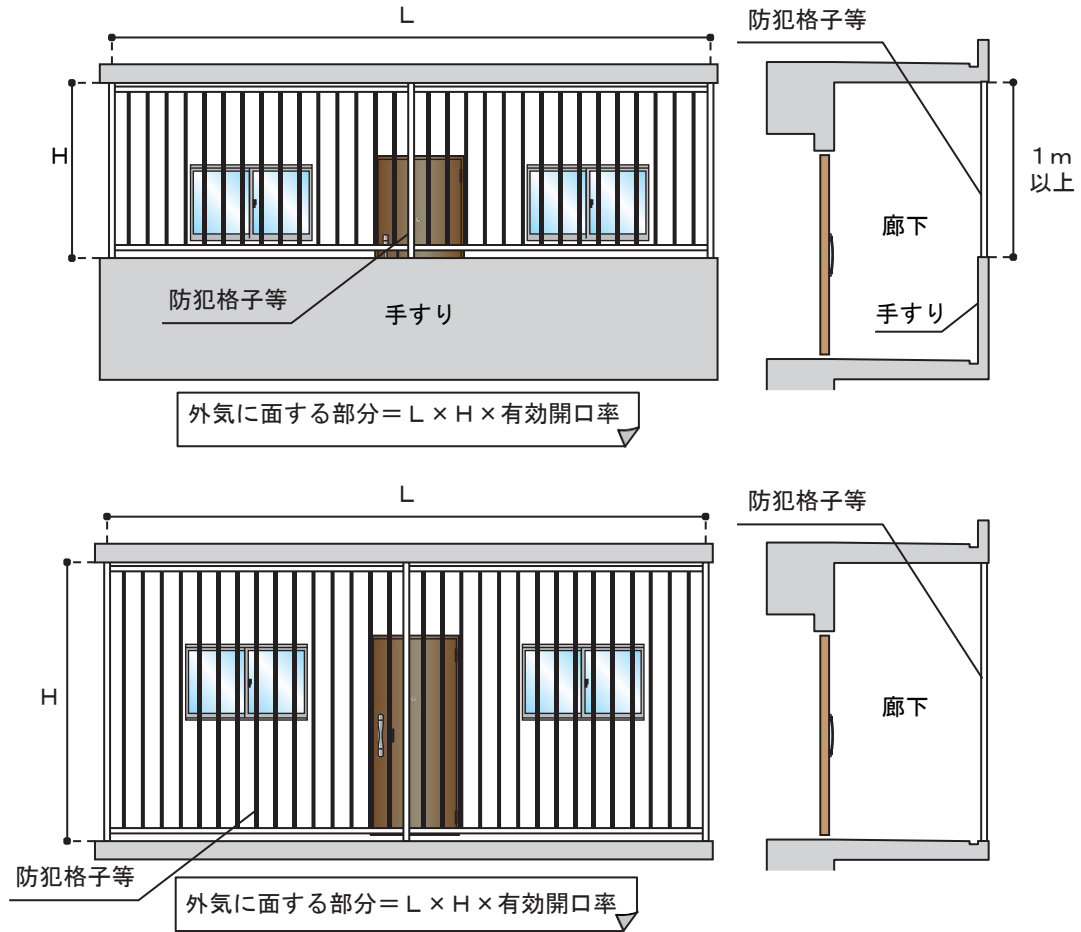 L
防犯格子等
H
1m
以上
廊下
防犯格子等
手すり
手すり
外気に面する部分=L×H×有効開口率
L
防犯格子等
H
廊下
防犯格子等
外気に面する部分=L×H×有効開口率